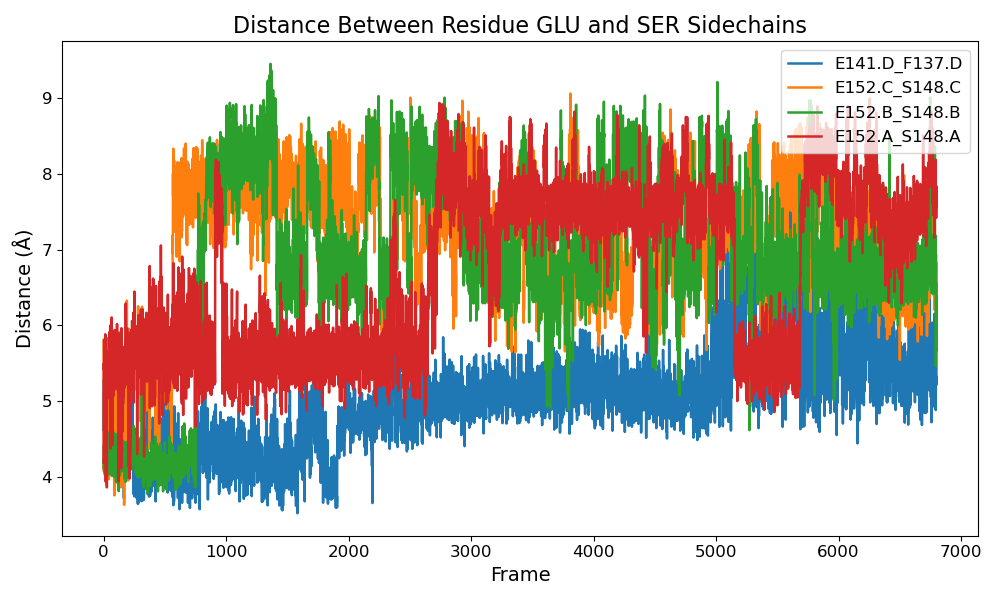 Distance Between Residue GLU and SER Sidechains
E141.D_F137.D
E152.C_S148.C
E152.B_S148.B
E152.A_S148.A
Distance (Å)
9
8
7
6
5
4
0 1000 2000 3000 4000 5000 6000 7000
Frame